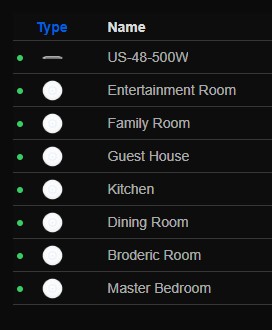 Type Name
US-48-500W
Entertainment Room
Family Room
Guest House
Kitchen
Dining Room
Broderic Room
Master Bedroom